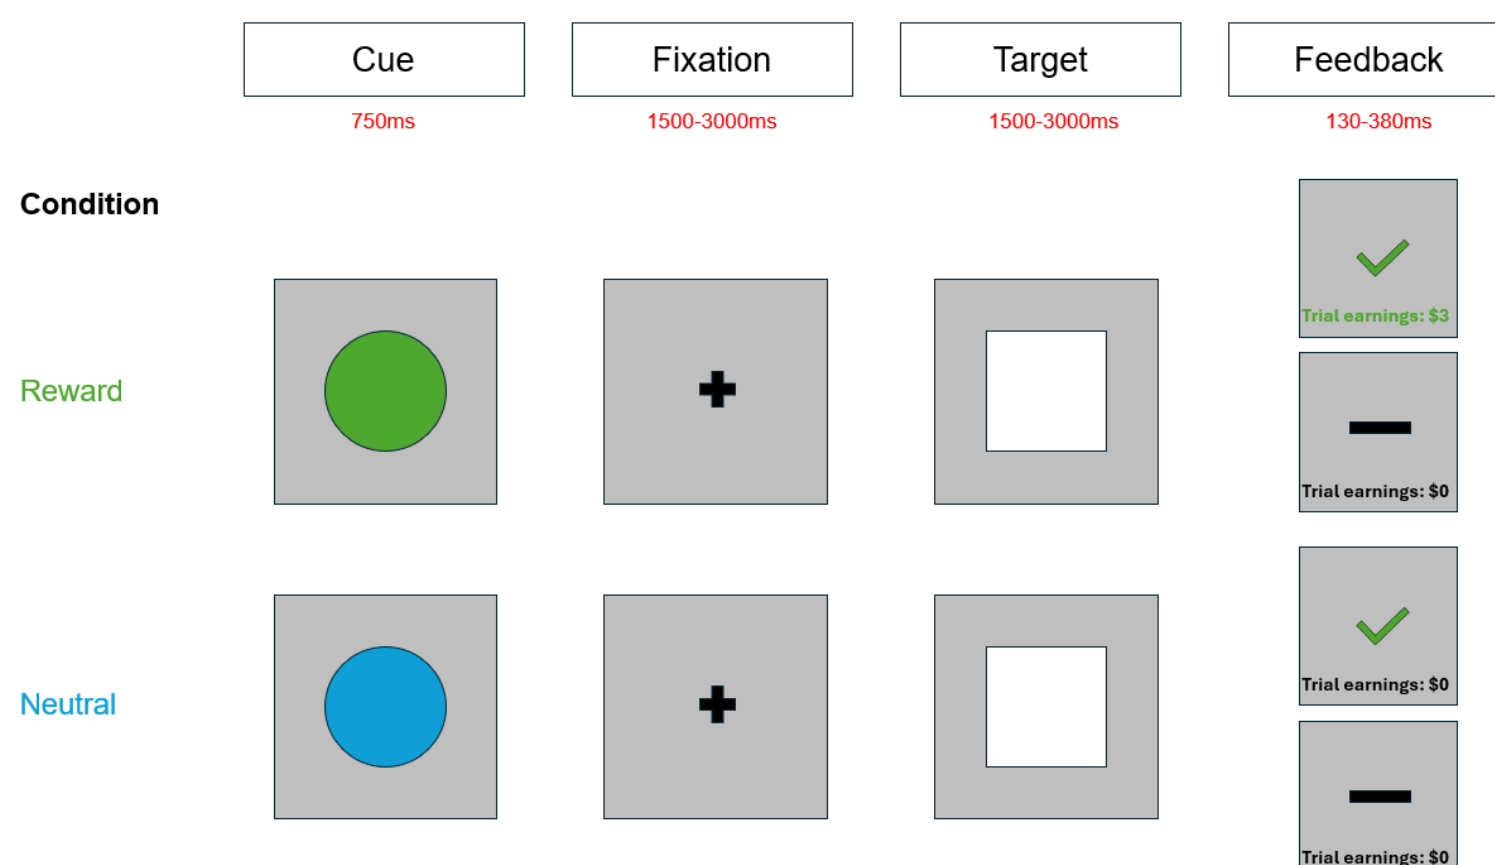 Cue
Fixation
Target
Feedback
750ms
1500-3000ms
1500-3000ms
130-380ms
Condition
Trial earnings: $3
Reward
Trial earnings: $0
Neutral
Trial earnings: $0
Trial earnings: $0